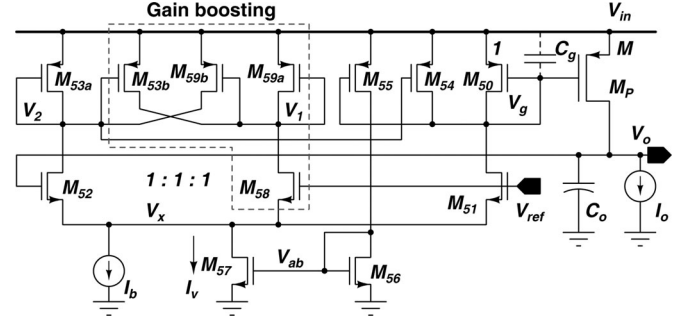 Gain boosting
V_in
M_53a
M_53b
M_59b
M_59a
M_55
M_54
1
M_50
C_g
M
M_P
V_2
V_1
V_g
V_o
M_52
1 : 1 : 1
M_58
M_51
V_ref
C_o
I_o
V_x
I_b
I_v
M_57
V_ab
M_56